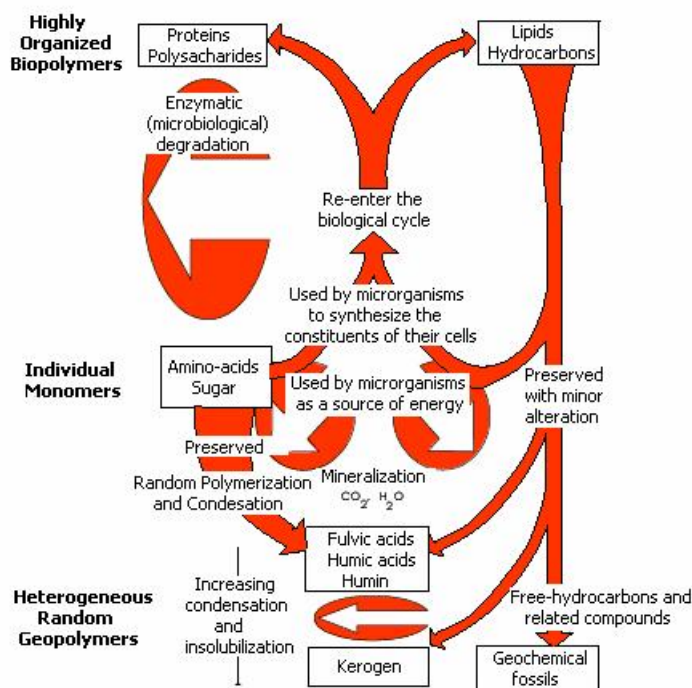 Highly
Organized
Biopolymers
Proteins
Polysacharides
Lipids
Hydrocarbons
Enzymatic
(microbiological)
degradation
Re-enter the
biological cycle
Used by microrganisms
to synthesize the
constituents of their cells
Individual
Monomers
Amino-acids
Sugar
Used by microrganisms
as a source of energy
Preserved
with minor
alteration
Preserved
Random Polymerization
and Condesation
Mineralization
CO2, H2O
Fulvic acids
Humic acids
Humin
Heterogeneous
Random
Geopolymers
Increasing
condensation
and
insolubilization
Free-hydrocarbons and
related compounds
Kerogen
Geochemical
fossils